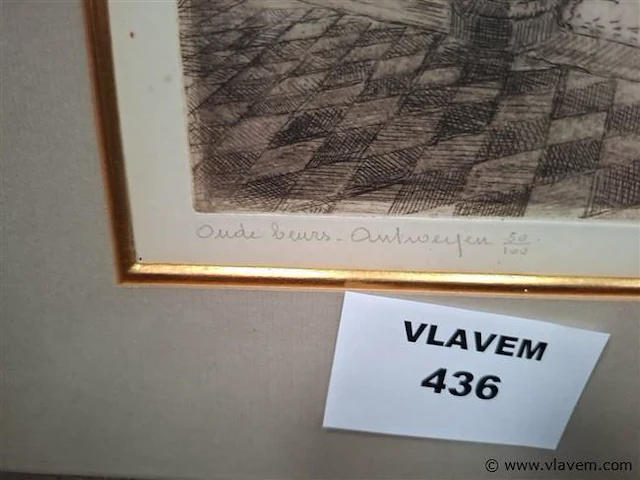 Oude beurs - Antwerpen 50/100.
VLAVEM
436
© www.vlavem.com